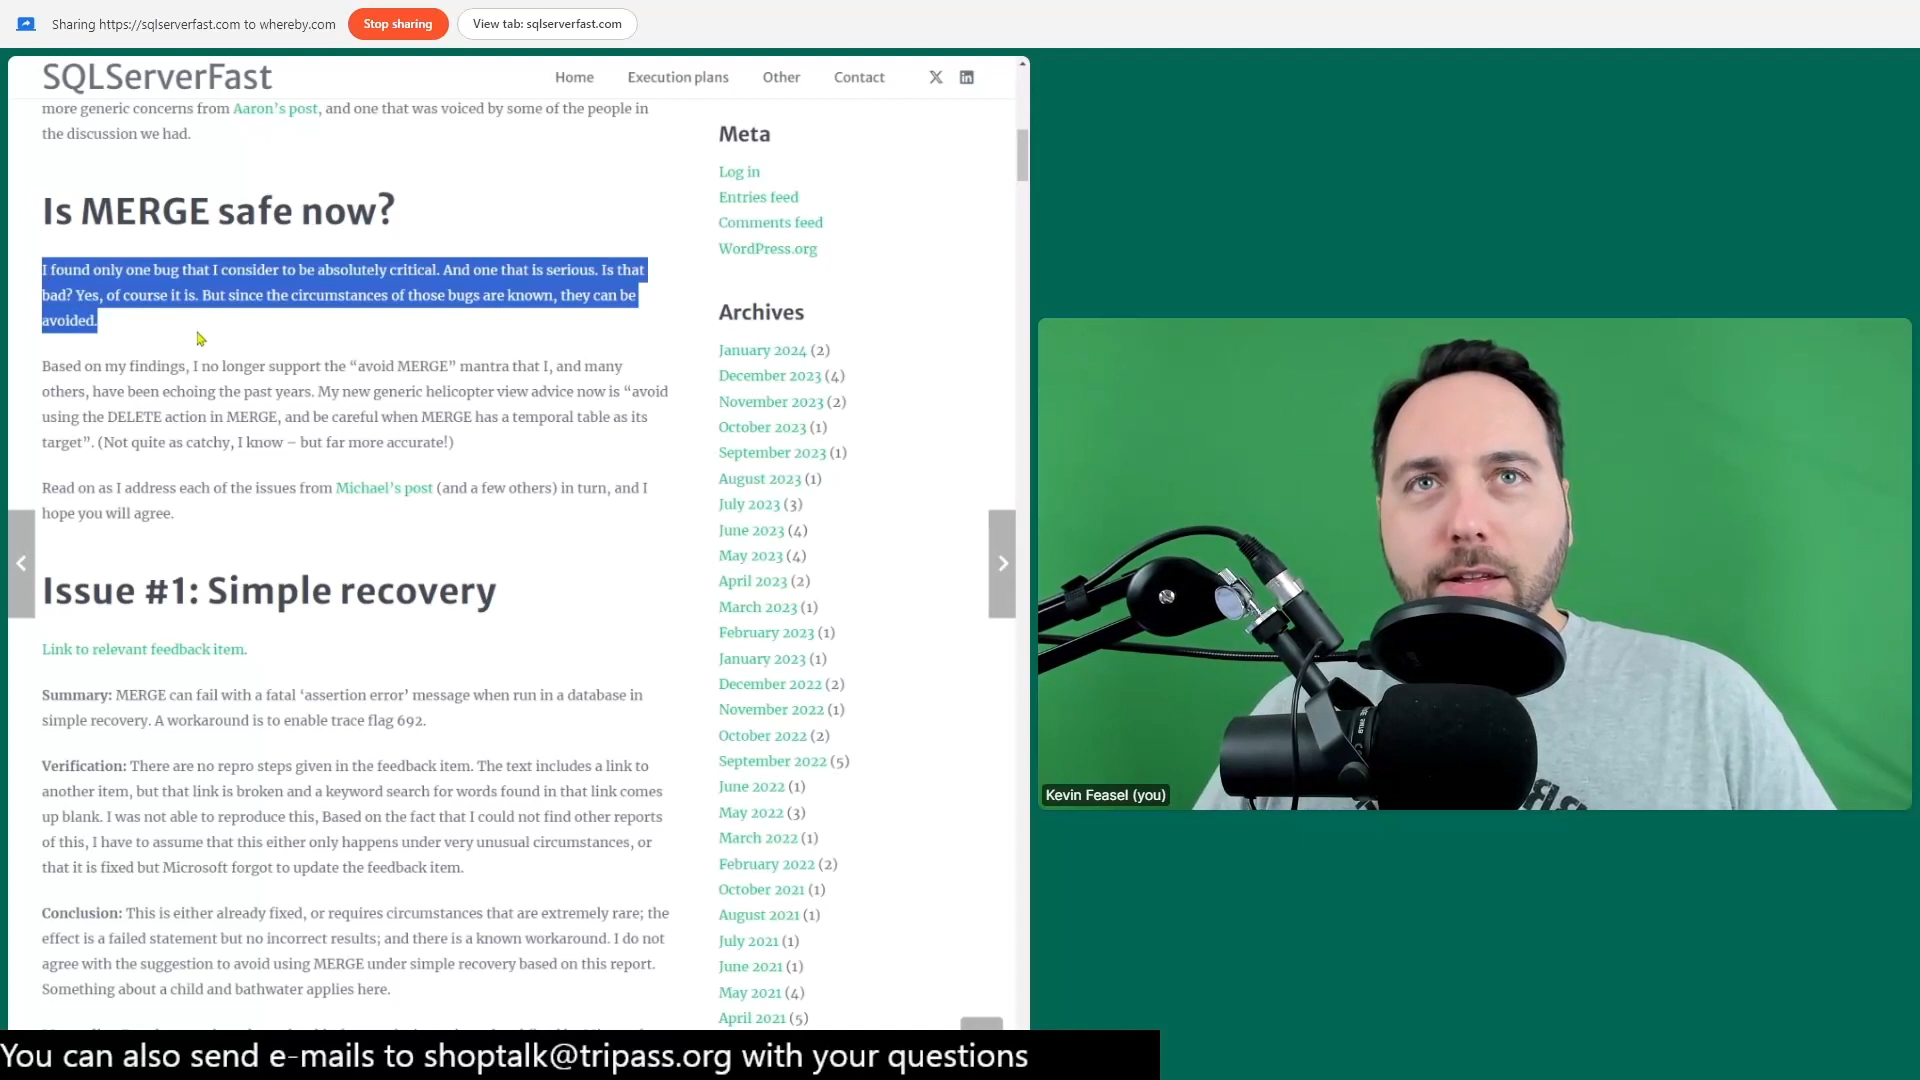 Sharing https://sqlserverfast.com to whereby.com
Stop sharing
View tab: sqlserverfast.com
SQLServerFast
Home
Execution plans
Other
Contact
more generic concerns from Aaron's post, and one that was voiced by some of the people in
the discussion we had.
Is MERGE safe now?
I found only one bug that I consider to be absolutely critical. And one that is serious. Is that
bad? Yes, of course it is. But since the circumstances of those bugs are known, they can be
avoided.
Based on my findings, I no longer support the “avoid MERGE” mantra that I, and many
others, have been echoing the past years. My new generic helicopter view advice now is “avoid
using the DELETE action in MERGE, and be careful when MERGE has a temporal table as its
target”. (Not quite as catchy, I know – but far more accurate!)
Read on as I address each of the issues from Michael's post (and a few others) in turn, and I
hope you will agree.
Issue #1: Simple recovery
Link to relevant feedback item.
Summary: MERGE can fail with a fatal ‘assertion error’ message when run in a database in
simple recovery. A workaround is to enable trace flag 692.
Verification: There are no repro steps given in the feedback item. The text includes a link to
another item, but that link is broken and a keyword search for words found in that link comes
up blank. I was not able to reproduce this, Based on the fact that I could not find other reports
of this, I have to assume that this either only happens under very unusual circumstances, or
that it is fixed but Microsoft forgot to update the feedback item.
Conclusion: This is either already fixed, or requires circumstances that are extremely rare; the
effect is a failed statement but no incorrect results; and there is a known workaround. I do not
agree with the suggestion to avoid using MERGE under simple recovery based on this report.
Something about a child and bathwater applies here.
Meta
Log in
Entries feed
Comments feed
WordPress.org
Archives
January 2024 (2)
December 2023 (4)
November 2023 (2)
October 2023 (1)
September 2023 (1)
August 2023 (1)
July 2023 (3)
June 2023 (4)
May 2023 (4)
April 2023 (2)
March 2023 (1)
February 2023 (1)
January 2023 (1)
December 2022 (2)
November 2022 (1)
October 2022 (2)
September 2022 (5)
June 2022 (1)
May 2022 (3)
March 2022 (1)
February 2022 (2)
October 2021 (1)
August 2021 (1)
July 2021 (1)
June 2021 (1)
May 2021 (4)
April 2021 (5)
Kevin Feasel (you)
You can also send e-mails to shoptalk@tripass.org with your questions